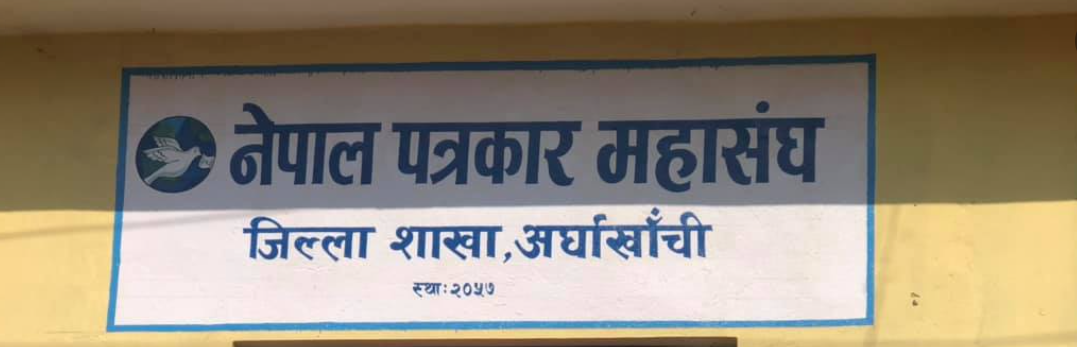 नेपाल पत्रकार महासंघ
जिल्ला शाखा,अर्घाखाँची
स्था:२०५७